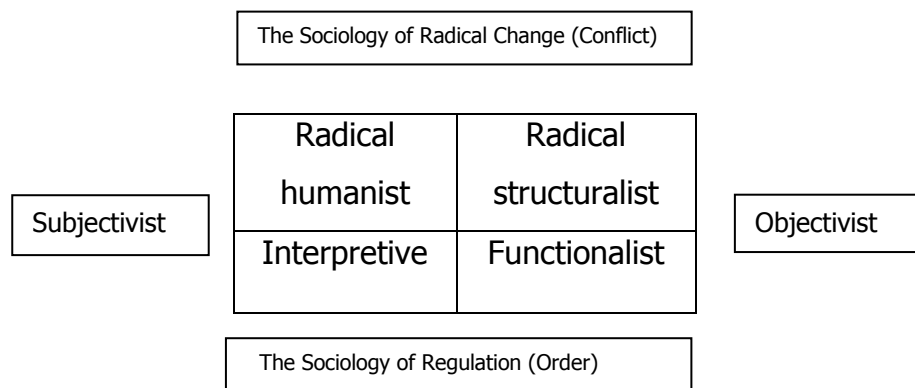 The Sociology of Radical Change (Conflict)
Radical
humanist
Radical
structuralist
Subjectivist
Objectivist
Interpretive
Functionalist
The Sociology of Regulation (Order)